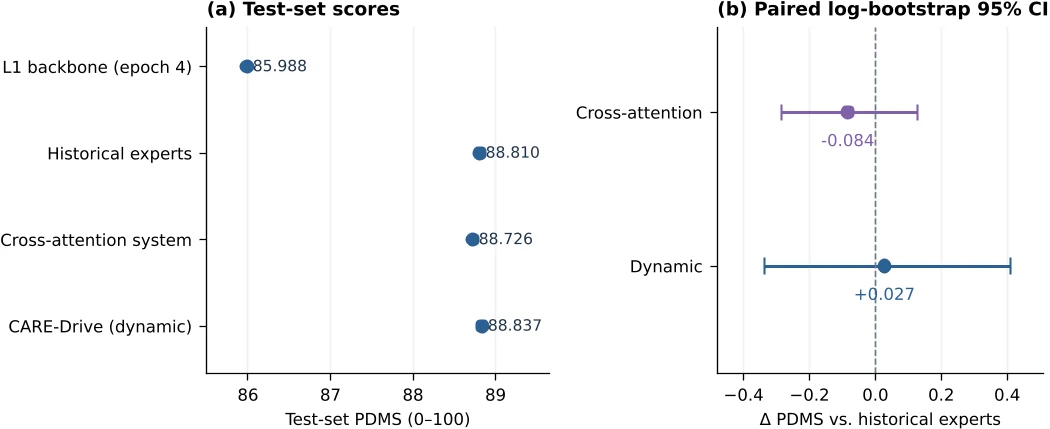 (a) Test-set scores
L1 backbone (epoch 4)
85.988
Historical experts
88.810
Cross-attention system
88.726
CARE-Drive (dynamic)
88.837
86 87 88 89
Test-set PDMS (0–100)
(b) Paired log-bootstrap 95% CI
Cross-attention
-0.084
Dynamic
+0.027
−0.4 −0.2 0.0 0.2 0.4
Δ PDMS vs. historical experts